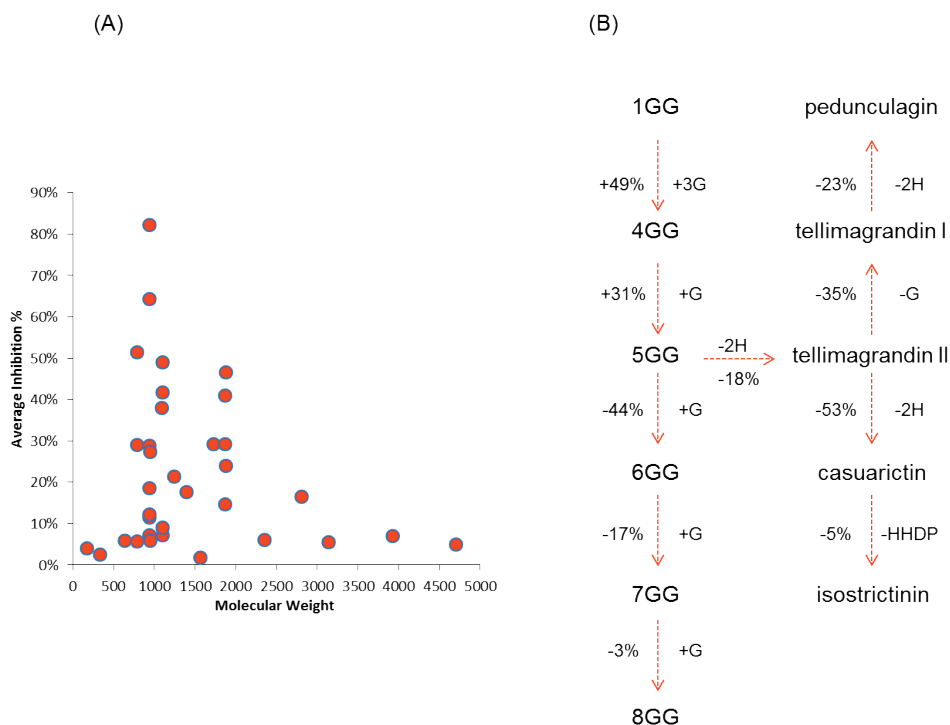 (A)
Average Inhibition %
90%
80%
70%
60%
50%
40%
30%
20%
10%
0%
0 500 1000 1500 2000 2500 3000 3500 4000 4500 5000
Molecular Weight
(B)
1GG pedunculagin
+49% +3G -23% -2H
4GG tellimagrandin I
+31% +G -35% -G
-2H
5GG tellimagrandin II
-18%
-44% +G -53% -2H
6GG casuarictin
-17% +G -5% -HHDP
7GG isostrictinin
-3% +G
8GG